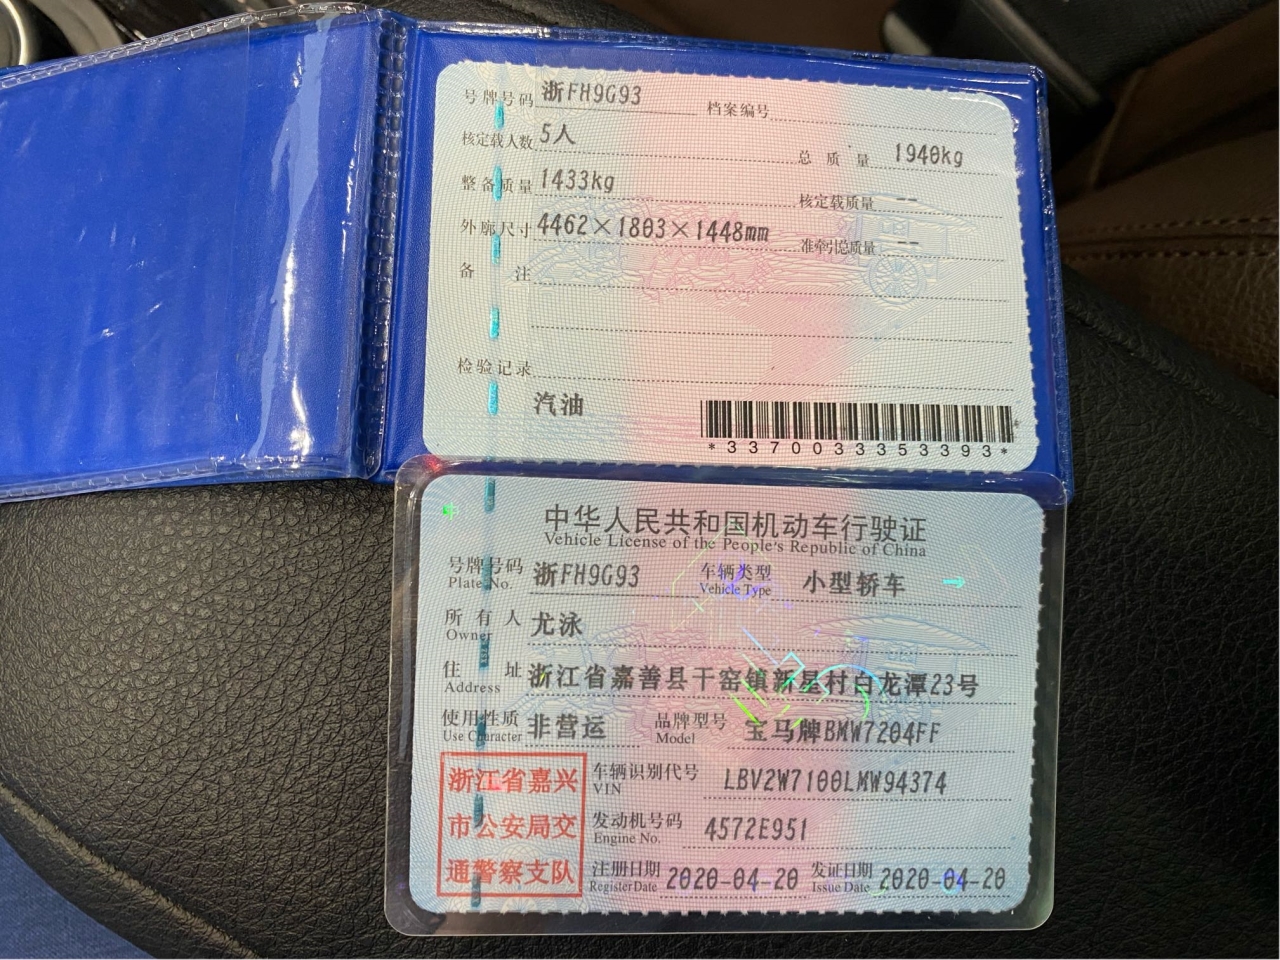 号牌号码 浙FH9G93 档案编号
核定载人数 5人 总质量 1940kg
整备质量 1433kg 核定载质量 --
外廓尺寸 4462×1803×1448mm 准牵引总质量 --
备注
检验记录
汽油
*3370033353393*
中华人民共和国机动车行驶证
Vehicle License of the People's Republic of China
号牌号码 浙FH9G93 车辆类型 小型轿车
Plate No. Vehicle Type
所有人 尤泳
Owner
住址 浙江省嘉善县干窑镇新星村白龙潭23号
Address
使用性质 非营运 品牌型号 宝马牌BMW7204FF
Use Character Model
浙江省嘉兴
市公安局交
通警察支队
车辆识别代号 LBV2W7100LMW94374
VIN
发动机号码 4572E951
Engine No.
注册日期 2020-04-20 发证日期 2020-04-20
Register Date Issue Date